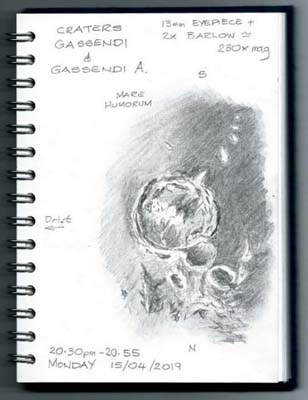 CRATERS
GASSENDI
&
GASSENDI A.
13mm EYEPIECE +
2x BARLOW ≃
230x mag
S
MARE
HUMORUM
Drift
N
20.30pm - 20.55
MONDAY 15/04/2019